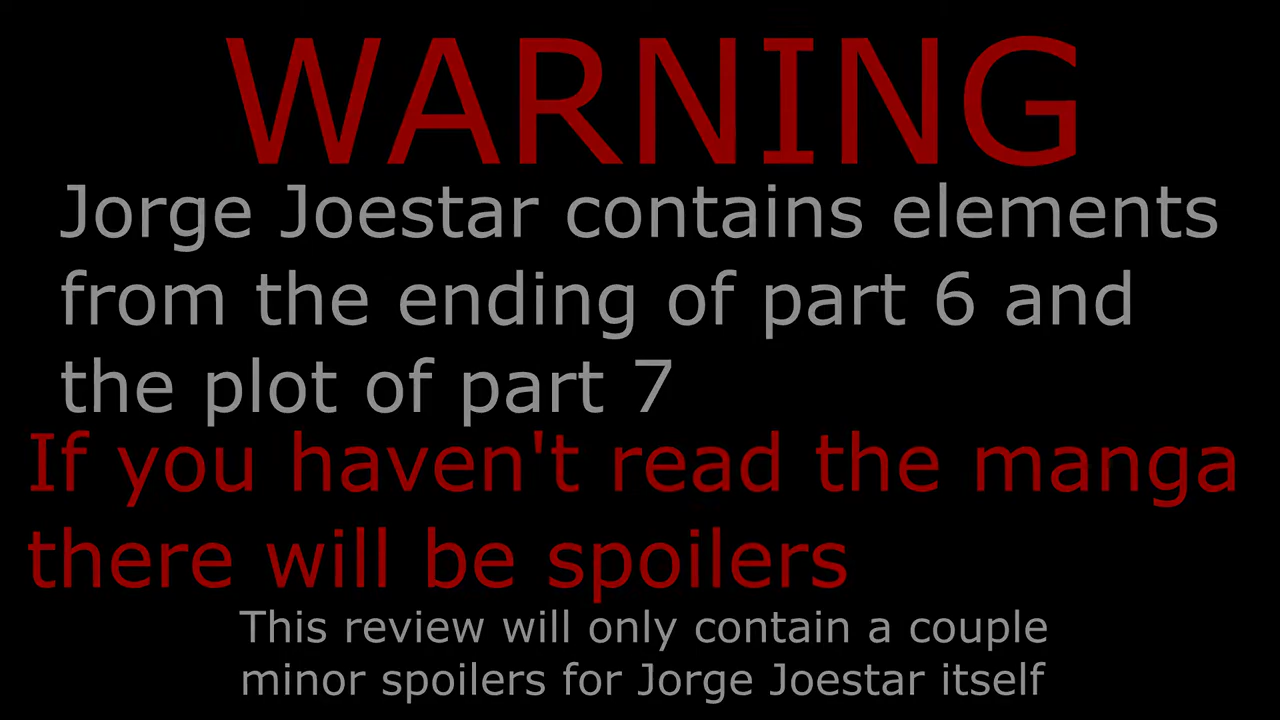 WARNING
Jorge Joestar contains elements
from the ending of part 6 and
the plot of part 7
If you haven't read the manga
there will be spoilers
This review will only contain a couple
minor spoilers for Jorge Joestar itself